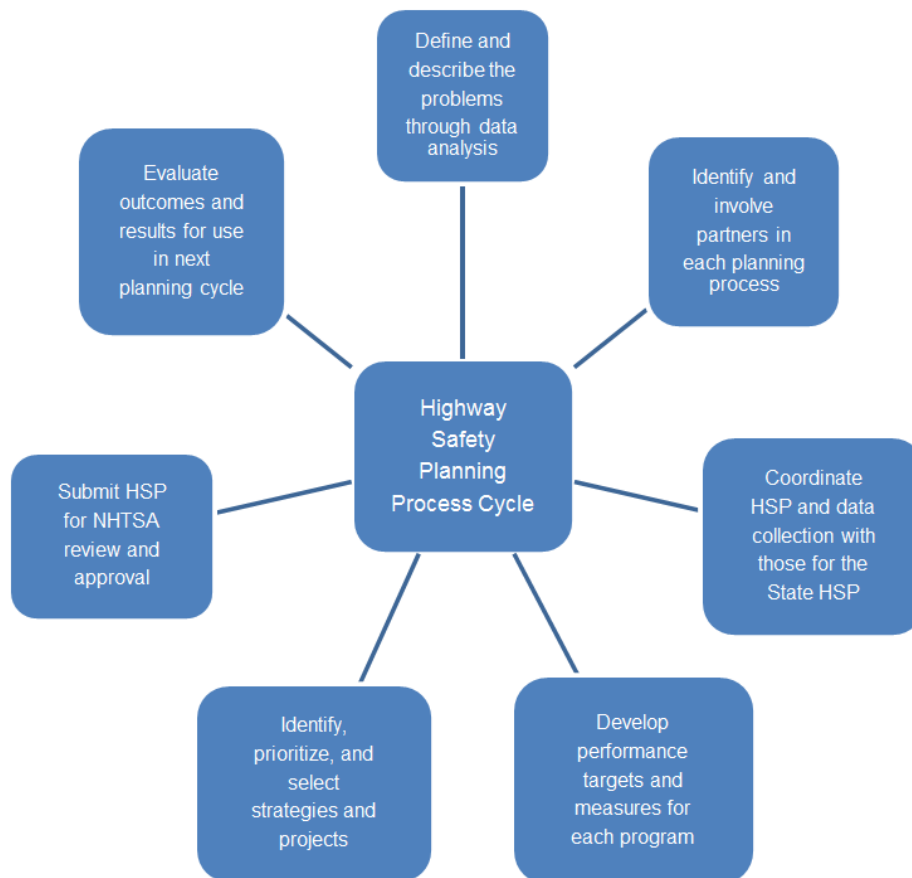 Define and
describe the
problems
through data
analysis
Identify and
involve
partners in
each planning
process
Coordinate
HSP and data
collection with
those for the
State HSP
Develop
performance
targets and
measures for
each program
Identify,
prioritize, and
select
strategies and
projects
Submit HSP
for NHTSA
review and
approval
Evaluate
outcomes and
results for use
in next
planning cycle
Highway
Safety
Planning
Process Cycle